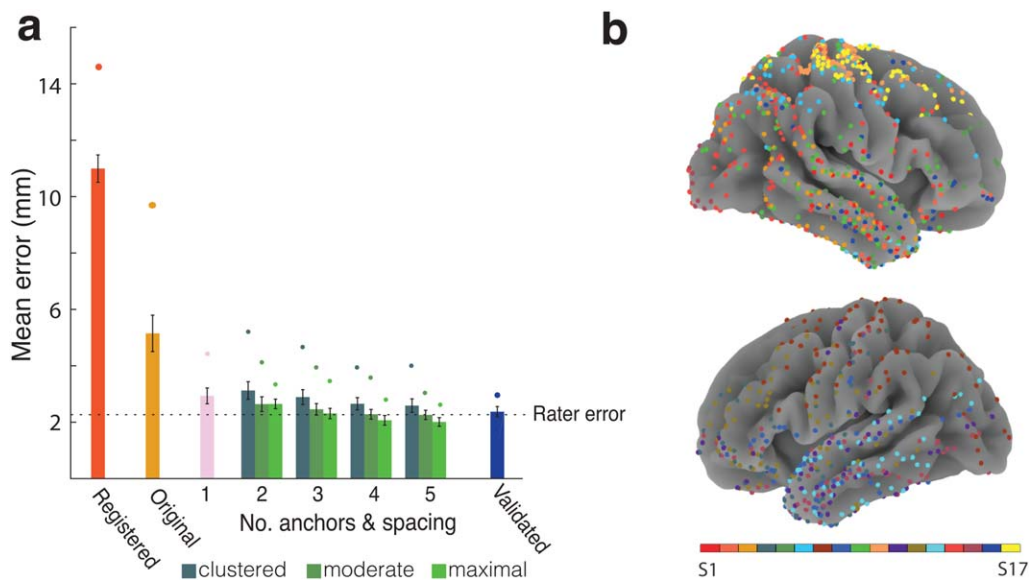 a
b
Mean error (mm)
14
10
6
2
Rater error
Registered
Original
1
2
3
4
5
Validated
No. anchors & spacing
clustered
moderate
maximal
S1
S17